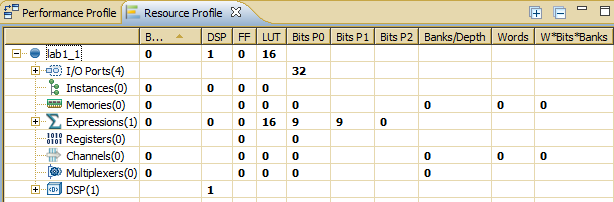 Performance Profile Resource Profile
B... DSP FF LUT Bits P0 Bits P1 Bits P2 Banks/Depth Words W*Bits*Banks
lab1_1 0 1 0 16
I/O Ports(4) 32
Instances(0) 0 0 0 0
Memories(0) 0 0 0 0 0 0 0
Expressions(1) 0 0 0 16 9 9 0
Registers(0) 0 0
Channels(0) 0 0 0 0 0 0 0
Multiplexers(0) 0 0 0 0 0
DSP(1) 1